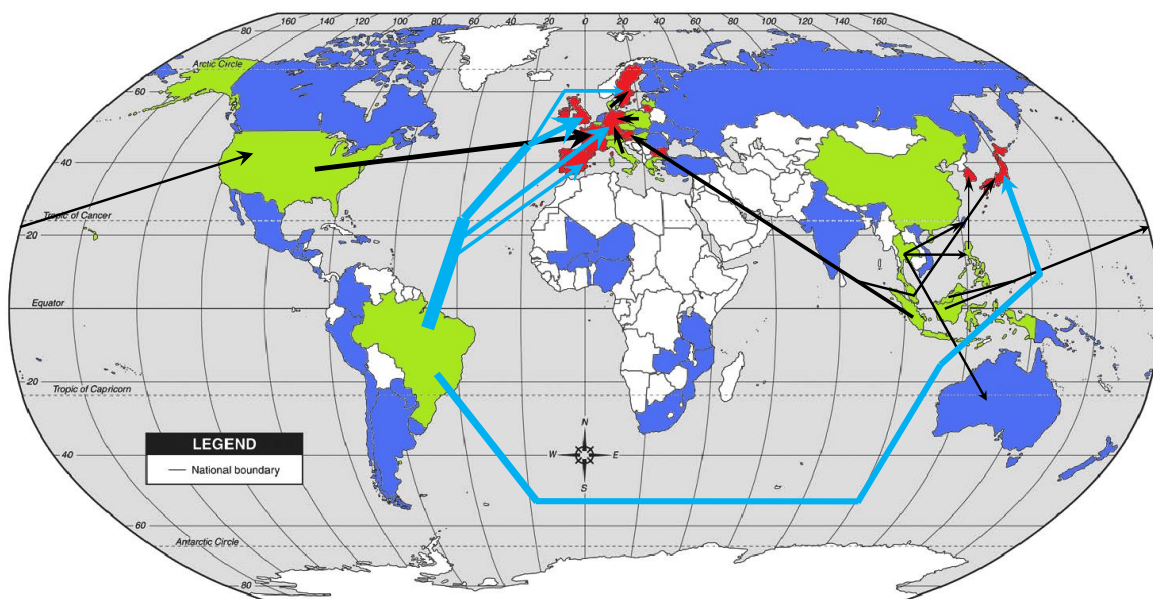 160 140 120 100 80 60 40 20 0 20 40 60 80 100 120 140 160
80
Arctic Circle
60
40
Tropic of Cancer
20
Equator
0
0
20
Tropic of Capricorn
LEGEND
National boundary
N
W E
S
40
60
Antarctic Circle
80